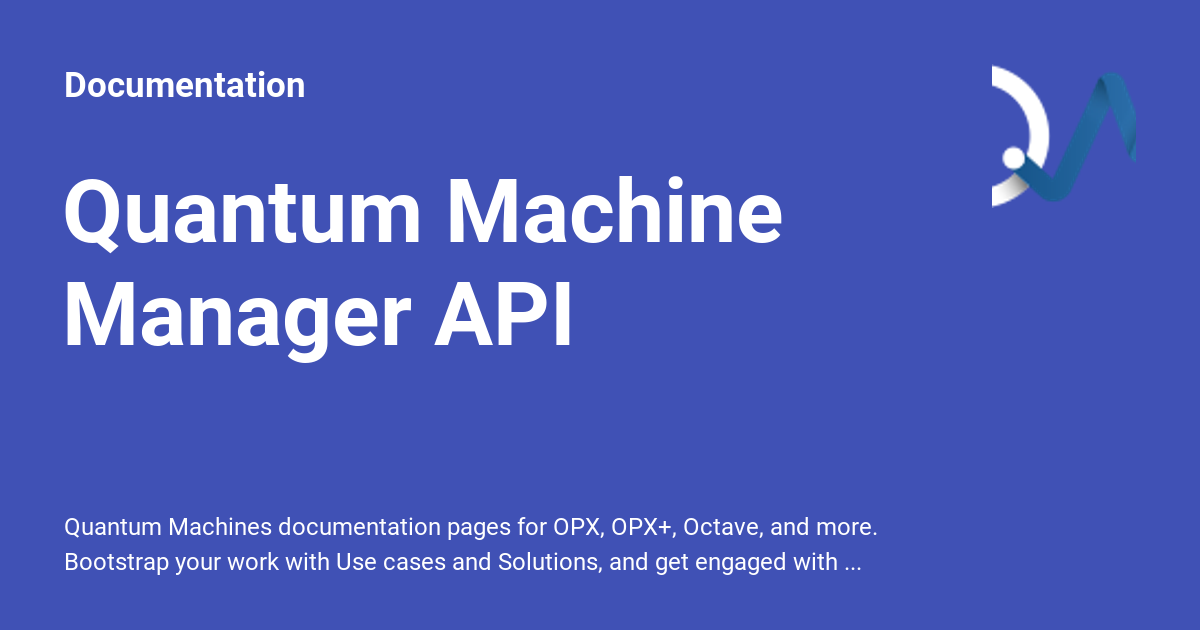 Documentation
Quantum Machine
Manager API
Quantum Machines documentation pages for OPX, OPX+, Octave, and more.
Bootstrap your work with Use cases and Solutions, and get engaged with ...